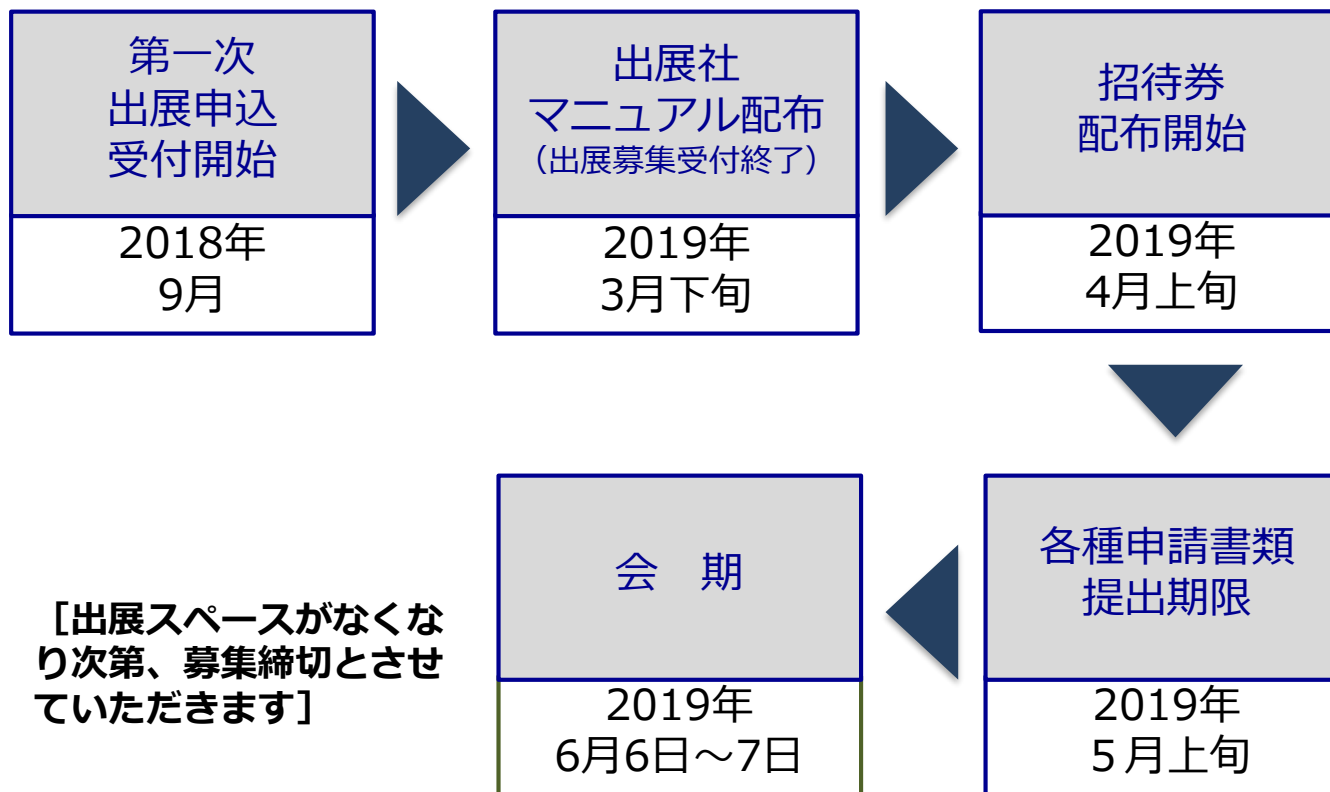 第一次
出展申込
受付開始
2018年
9月
出展社
マニュアル配布
（出展募集受付終了）
2019年
3月下旬
招待券
配布開始
2019年
4月上旬
各種申請書類
提出期限
2019年
５月上旬
会　期
2019年
6月6日～7日
［出展スペースがなくな
り次第、募集締切とさせ
ていただきます］